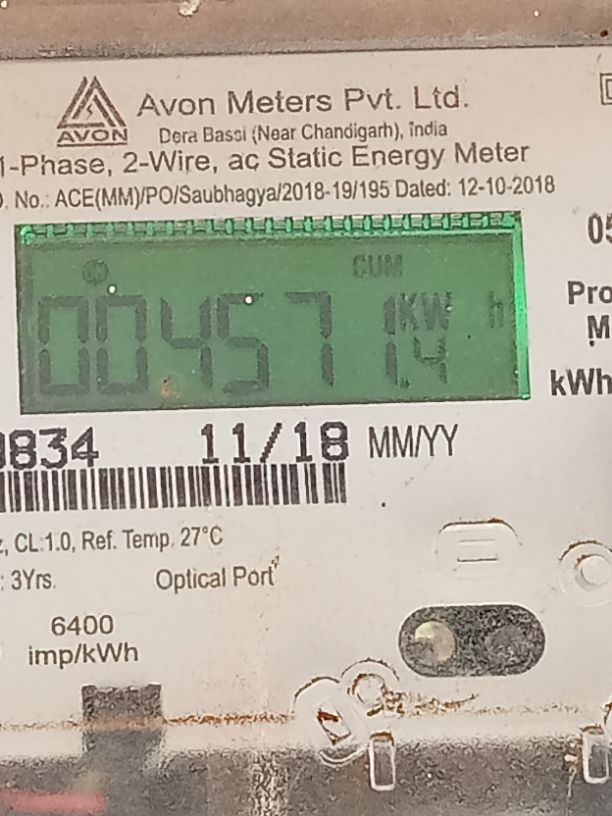 Avon Meters Pvt. Ltd.
AVON
Dera Bassi (Near Chandigarh), India
1-Phase, 2-Wire, ac Static Energy Meter
. No.: ACE(MM)/PO/Saubhagya/2018-19/195 Dated: 12-10-2018
05
CUM
004571.4 KW h
Pro
M
kWh
834 11/18 MM/YY
, CL:1.0, Ref. Temp. 27°C
: 3Yrs. Optical Port
6400
imp/kWh